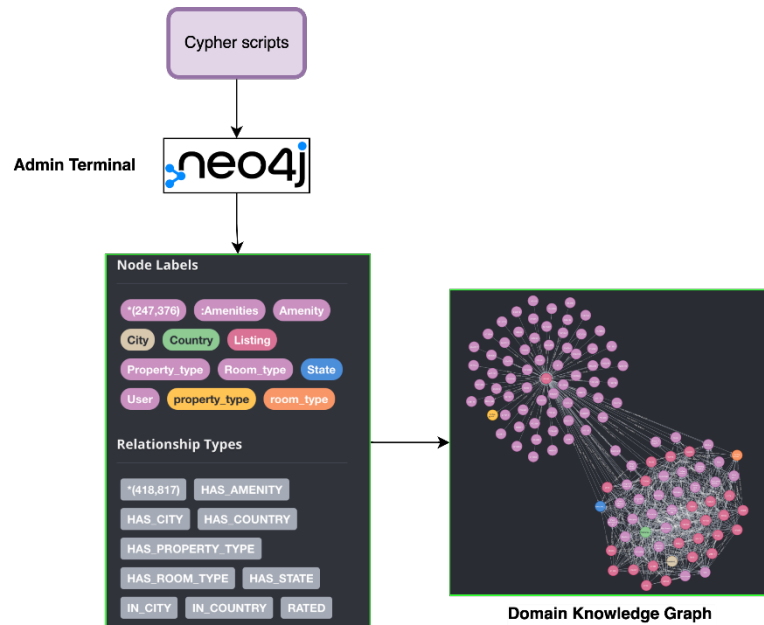 Cypher scripts
Admin Terminal
neo4j
Node Labels
*(247,376) :Amenities Amenity
City Country Listing
Property_type Room_type State
User property_type room_type
Relationship Types
*(418,817) HAS_AMENITY
HAS_CITY HAS_COUNTRY
HAS_PROPERTY_TYPE
HAS_ROOM_TYPE HAS_STATE
IN_CITY IN_COUNTRY RATED
Domain Knowledge Graph